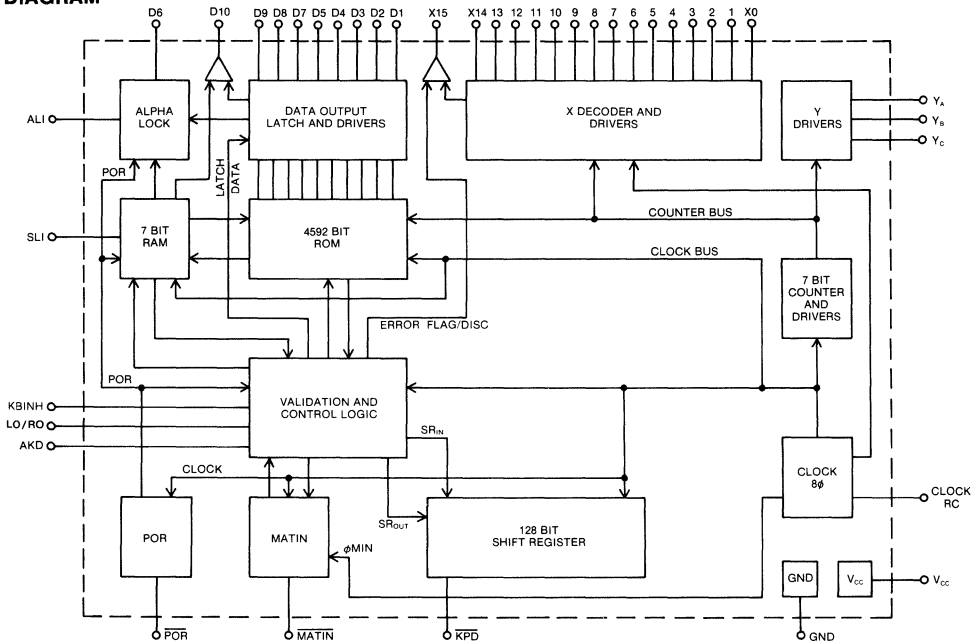 DIAGRAM
D6 D10 D9 D8 D7 D5 D4 D3 D2 D1 X15 X14 13 12 11 10 9 8 7 6 5 4 3 2 1 X0
ALI
ALPHA
LOCK
DATA OUTPUT
LATCH AND DRIVERS
X DECODER AND
DRIVERS
Y
DRIVERS
YA
YB
YC
POR
LATCH
DATA
SLI
7 BIT
RAM
4592 BIT
ROM
COUNTER BUS
CLOCK BUS
7 BIT
COUNTER
AND
DRIVERS
ERROR FLAG/DISC
POR
KBINH
LO/RO
AKD
VALIDATION AND
CONTROL LOGIC
SRIN
CLOCK
CLOCK
8ϕ
CLOCK
RC
POR
MATIN
SROUT
ϕMIN
128 BIT
SHIFT REGISTER
GND
VCC
VCC
POR
MATIN
KPD
GND